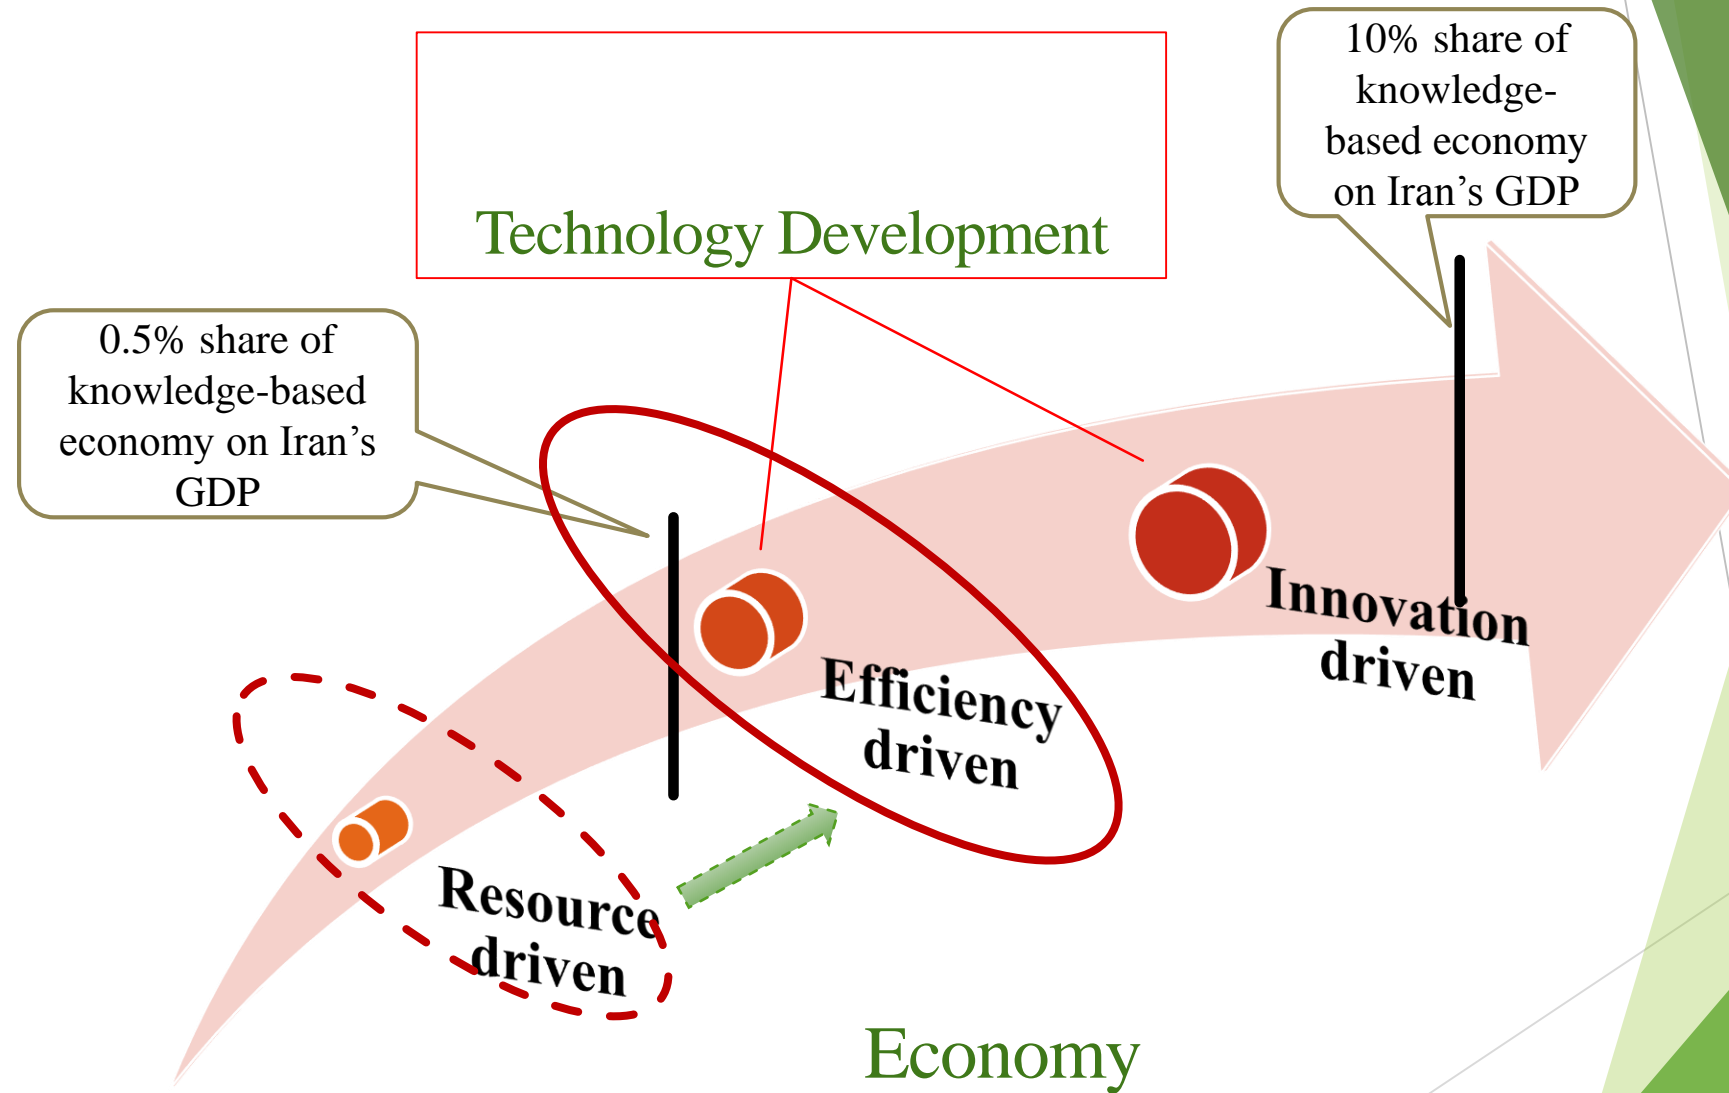 10% share of
knowledge-
based economy
on Iran’s GDP
Technology Development
0.5% share of
knowledge-based
economy on Iran’s
GDP
Innovation
driven
Efficiency
driven
Resource
driven
Economy